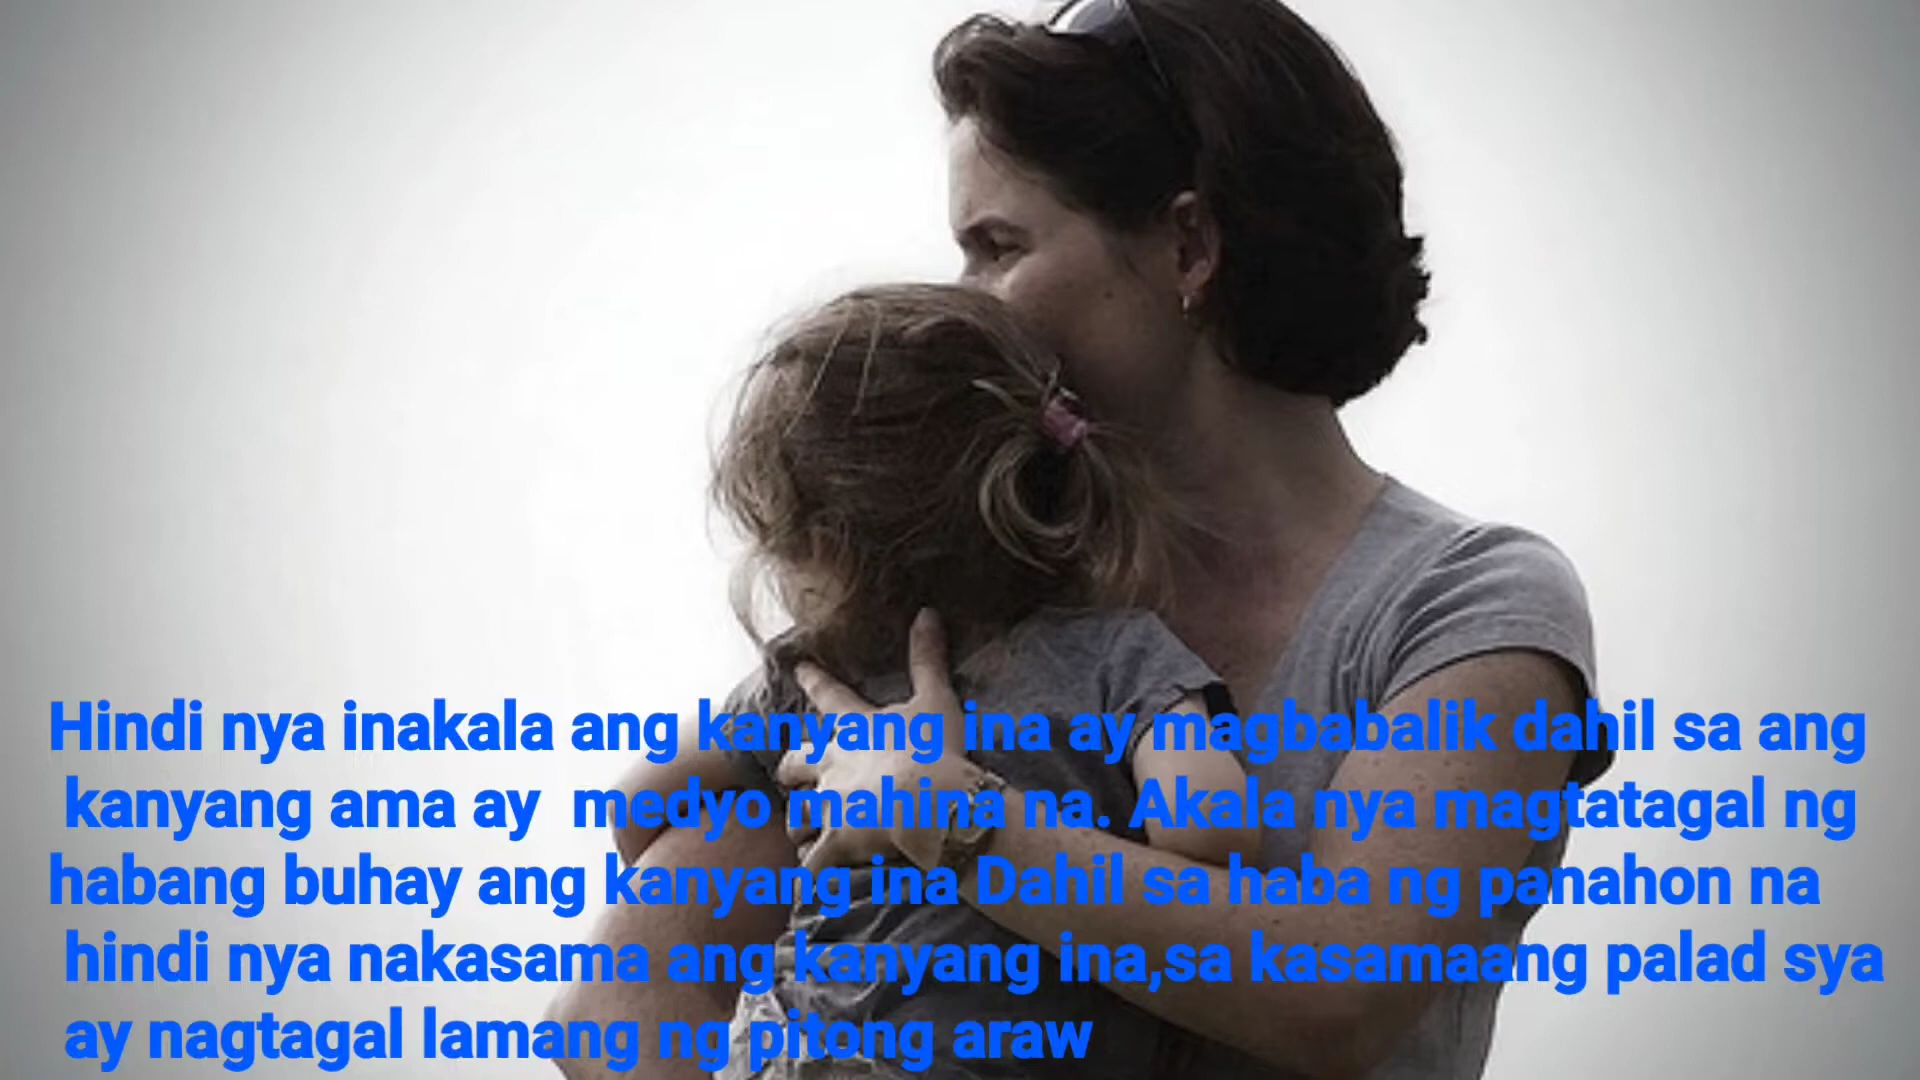 Hindi nya inakala ang kanyang ina ay magbabalik dahil sa ang
kanyang ama ay medyo mahina na. Akala nya magtatagal ng
habang buhay ang kanyang ina Dahil sa haba ng panahon na
hindi nya nakasama ang kanyang ina,sa kasamaang palad sya
ay nagtagal lamang ng pitong araw